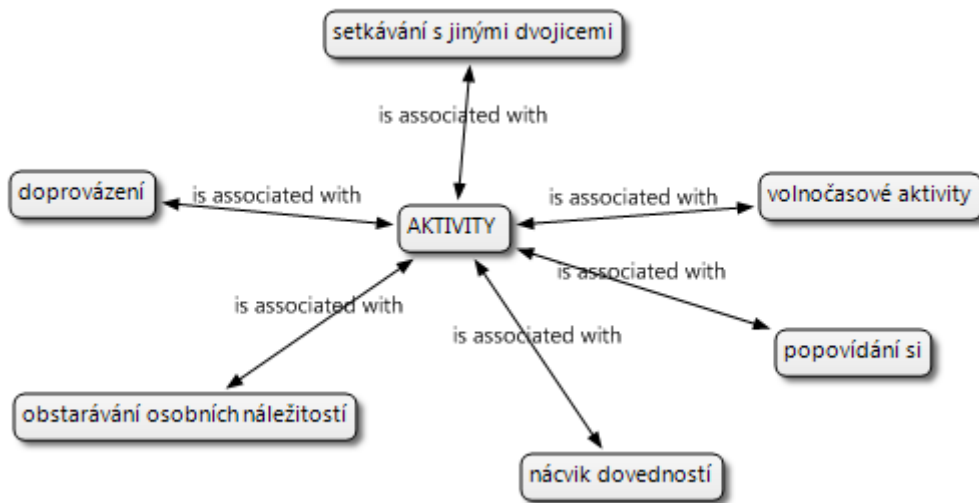 setkávání s jinými dvojicemi
is associated with
doprovázení
is associated with
is associated with
volnočasové aktivity
AKTIVITY
is associated with
is associated with
is associated with
popovídání si
obstarávání osobních náležitostí
nácvik dovedností